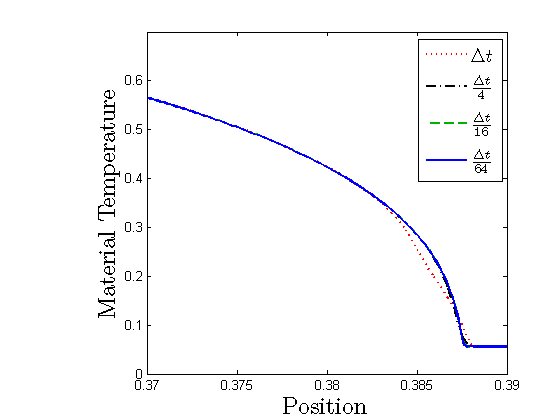 Δt
Δt/4
Δt/16
Δt/64
0.6
0.5
0.4
0.3
0.2
0.1
0
Material Temperature
0.37 0.375 0.38 0.385 0.39
Position